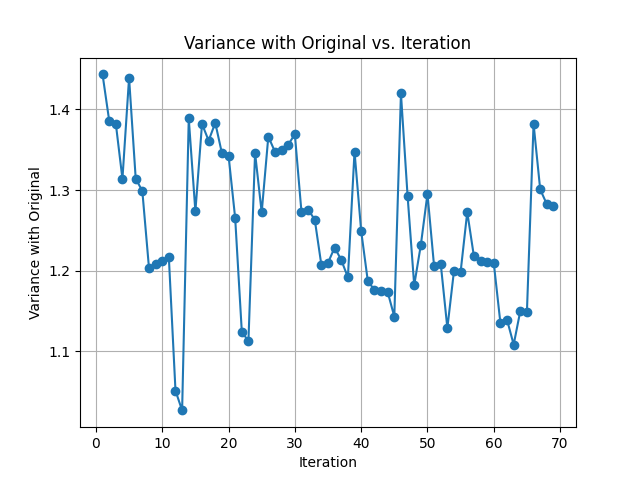 Variance with Original vs. Iteration
1.4
1.3
1.2
1.1
Variance with Original
0 10 20 30 40 50 60 70
Iteration